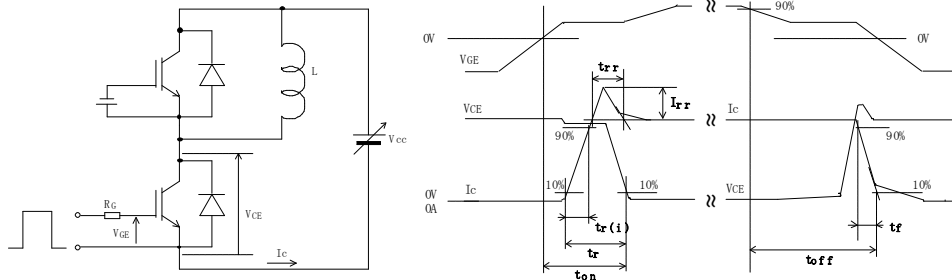 L
Vcc
RG
VGE
VCE
Ic
0V
VGE
90%
0V
trr
Irr
VCE
Ic
90%
90%
10%
10%
10%
0V
0A
Ic
VCE
tr(i)
tr
ton
tf
toff